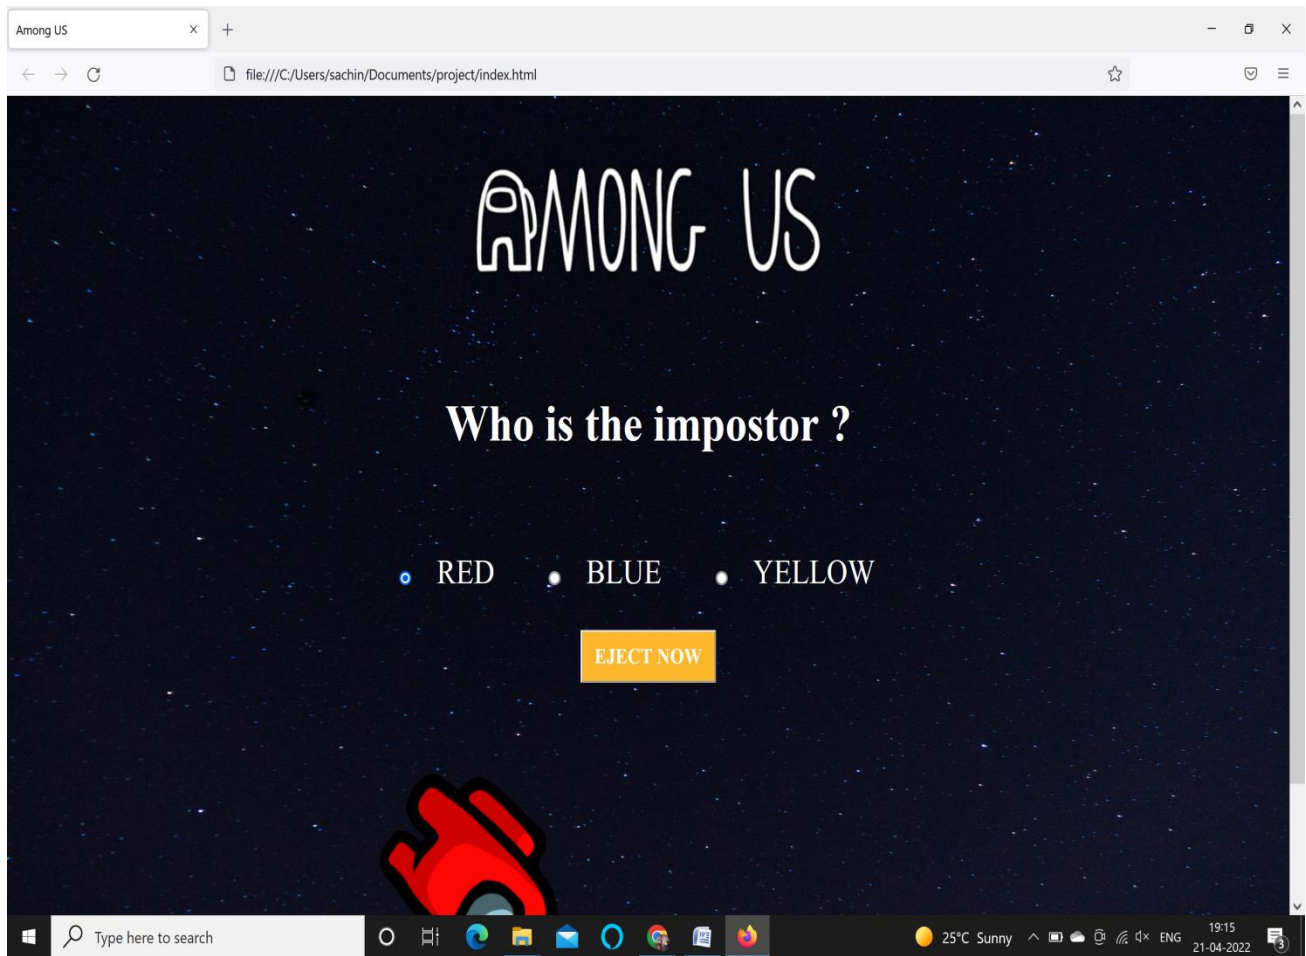 Among US
file:///C:/Users/sachin/Documents/project/index.html
AMONG US
Who is the impostor ?
RED BLUE YELLOW
EJECT NOW
Type here to search
25°C Sunny
ENG
19:15
21-04-2022
3